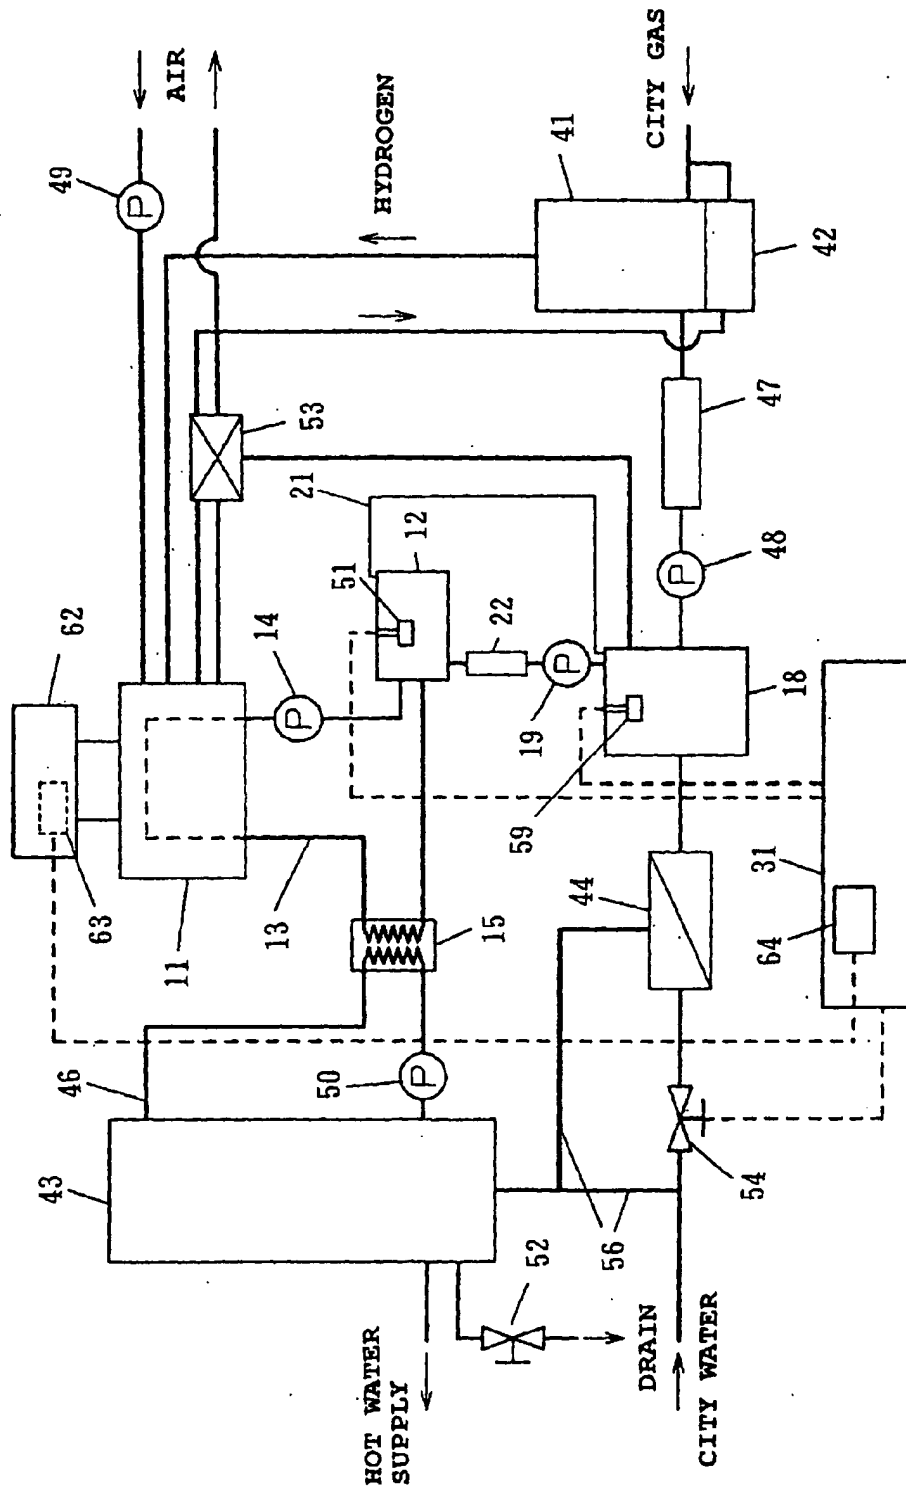 43
46
62
49
63
P
AIR
11
14
13
P
21
53
50
51
HYDROGEN
HOT WATER
SUPPLY
P
12
15
22
59
19
P
52
41
44
56
DRAIN
CITY GAS
P
CITY WATER
54
64
31
18
48
47
42